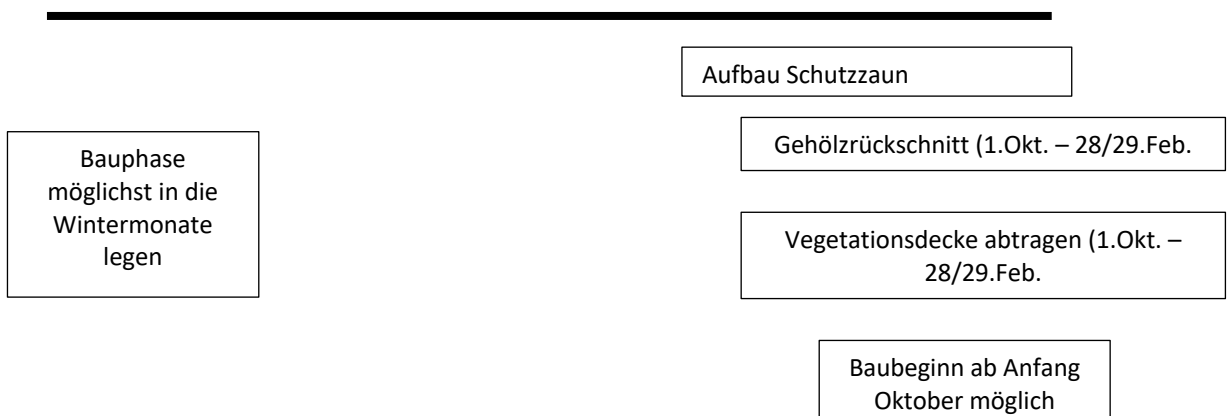 Aufbau Schutzzaun
Gehölzrückschnitt (1.Okt. – 28/29.Feb.
Bauphase
möglichst in die
Wintermonate
legen
Vegetationsdecke abtragen (1.Okt. –
28/29.Feb.
Baubeginn ab Anfang
Oktober möglich